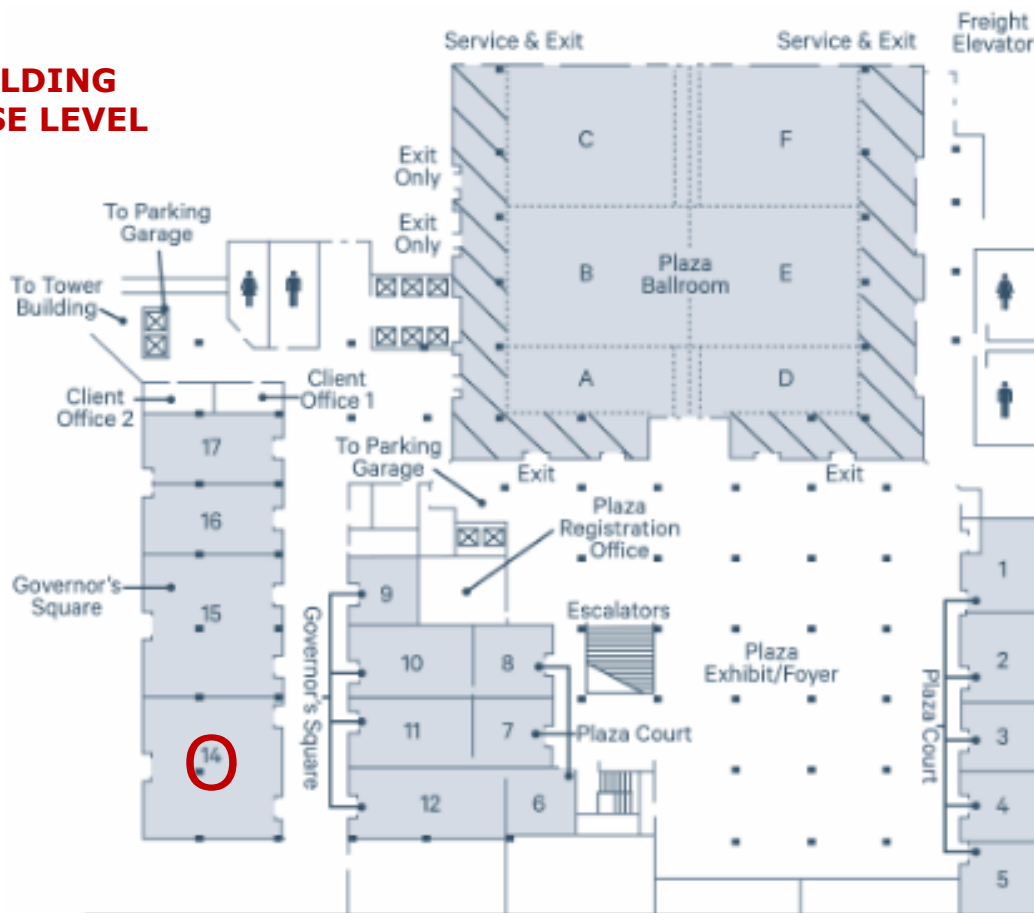 LDING
SE LEVEL
Service & Exit
Service & Exit
Freight
Elevator
C
F
Exit
Only
To Parking
Garage
Exit
Only
To Tower
Building
B
Plaza
Ballroom
E
Client
Office 2
Client
Office 1
A
D
17
To Parking
Garage
Exit
Exit
16
Plaza
Registration
Office
Governor's
Square
15
9
Governor's Square
Escalators
1
10
8
Plaza
Exhibit/Foyer
2
11
7
Plaza Court
Plaza Court
3
14
O
12
6
4
5